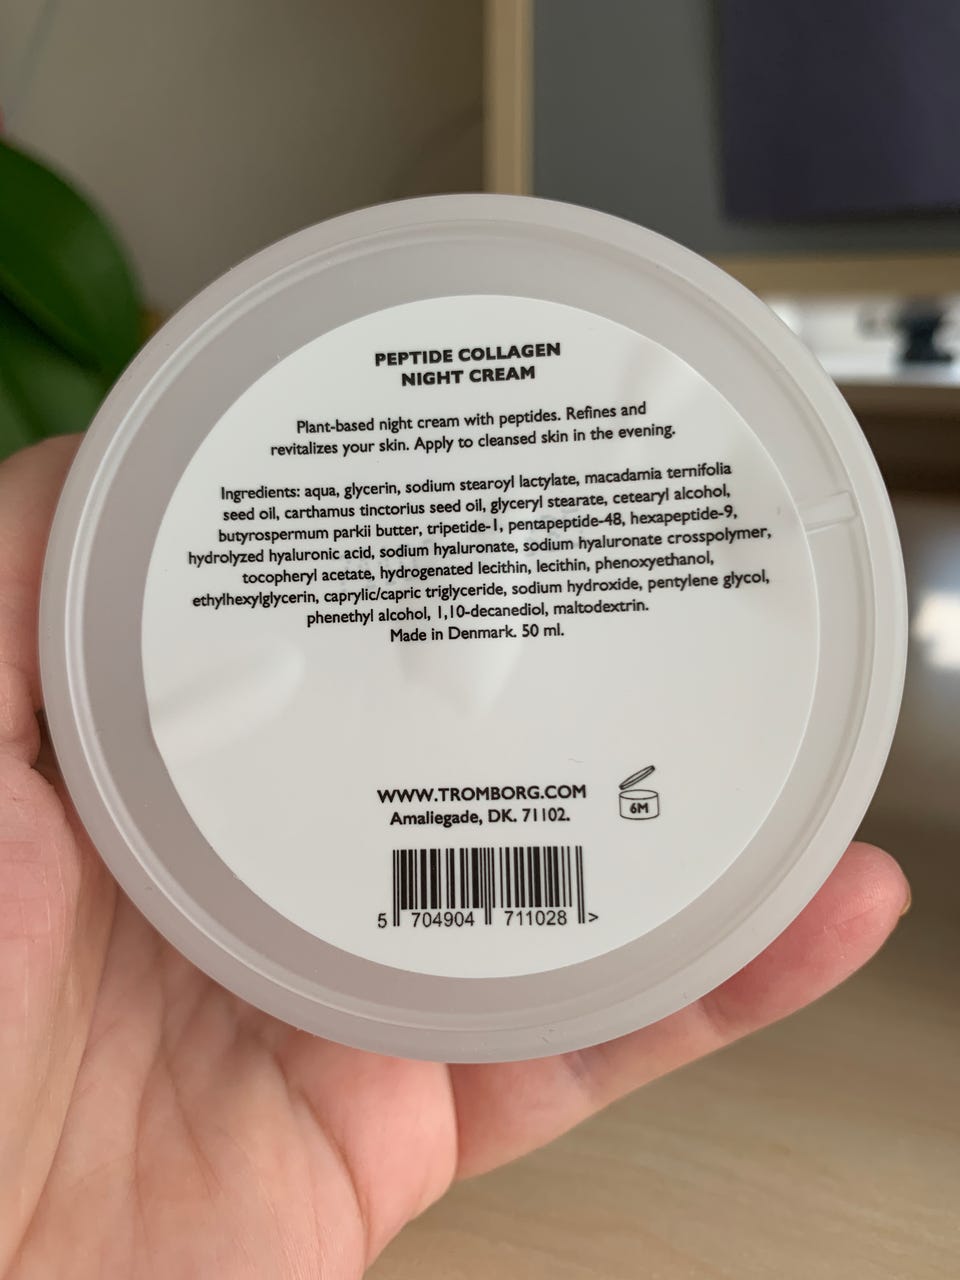 PEPTIDE COLLAGEN
NIGHT CREAM
Plant-based night cream with peptides. Refines and
revitalizes your skin. Apply to cleansed skin in the evening.
Ingredients: aqua, glycerin, sodium stearoyl lactylate, macadamia ternifolia
seed oil, carthamus tinctorius seed oil, glyceryl stearate, cetearyl alcohol,
butyrospermum parkii butter, tripetide-1, pentapeptide-48, hexapeptide-9,
hydrolyzed hyaluronic acid, sodium hyaluronate, sodium hyaluronate crosspolymer,
tocopheryl acetate, hydrogenated lecithin, lecithin, phenoxyethanol,
ethylhexylglycerin, caprylic/capric triglyceride, sodium hydroxide, pentylene glycol,
phenethyl alcohol, 1,10-decanediol, maltodextrin.
Made in Denmark. 50 ml.
WWW.TROMBORG.COM
Amaliegade, DK. 71102.
6M
5 704904 711028 >